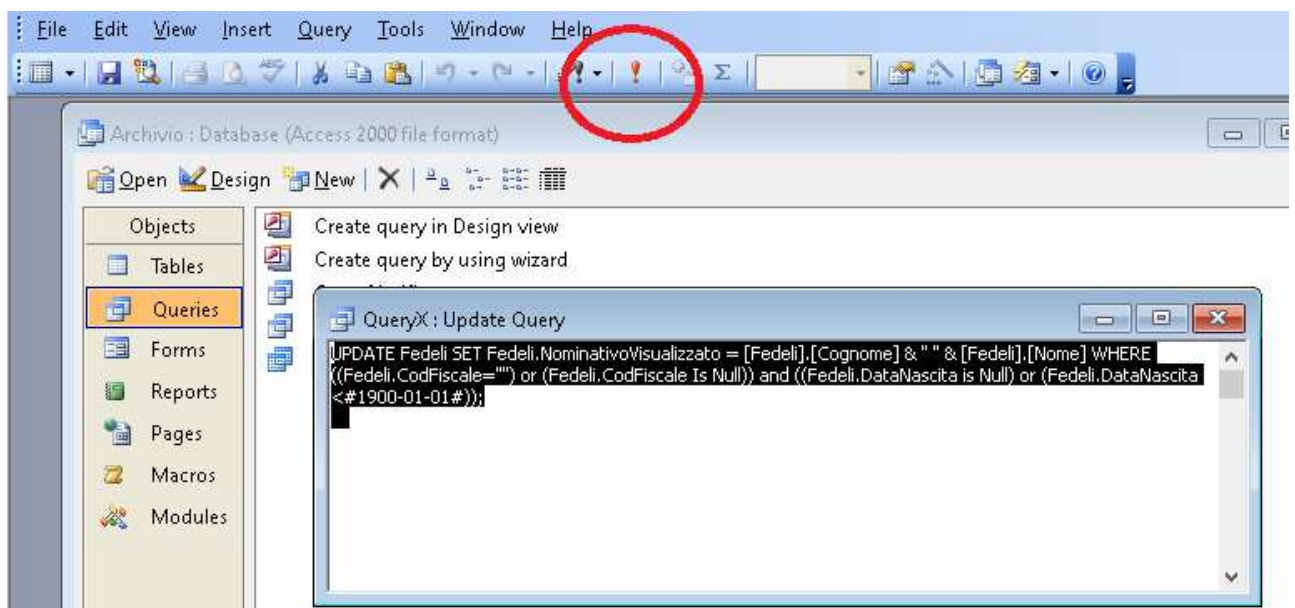 File Edit View Insert Query Tools Window Help
Archivio : Database (Access 2000 file format)
Open Design New
Objects
Tables
Queries
Forms
Reports
Pages
Macros
Modules
Create query in Design view
Create query by using wizard
QueryX : Update Query
UPDATE Fedeli SET Fedeli.NominativoVisualizzato = [Fedeli].[Cognome] & " " & [Fedeli].[Nome] WHERE
((Fedeli.CodFiscale="") or (Fedeli.CodFiscale Is Null)) and ((Fedeli.DataNascita is Null) or (Fedeli.DataNascita
<#1900-01-01#));